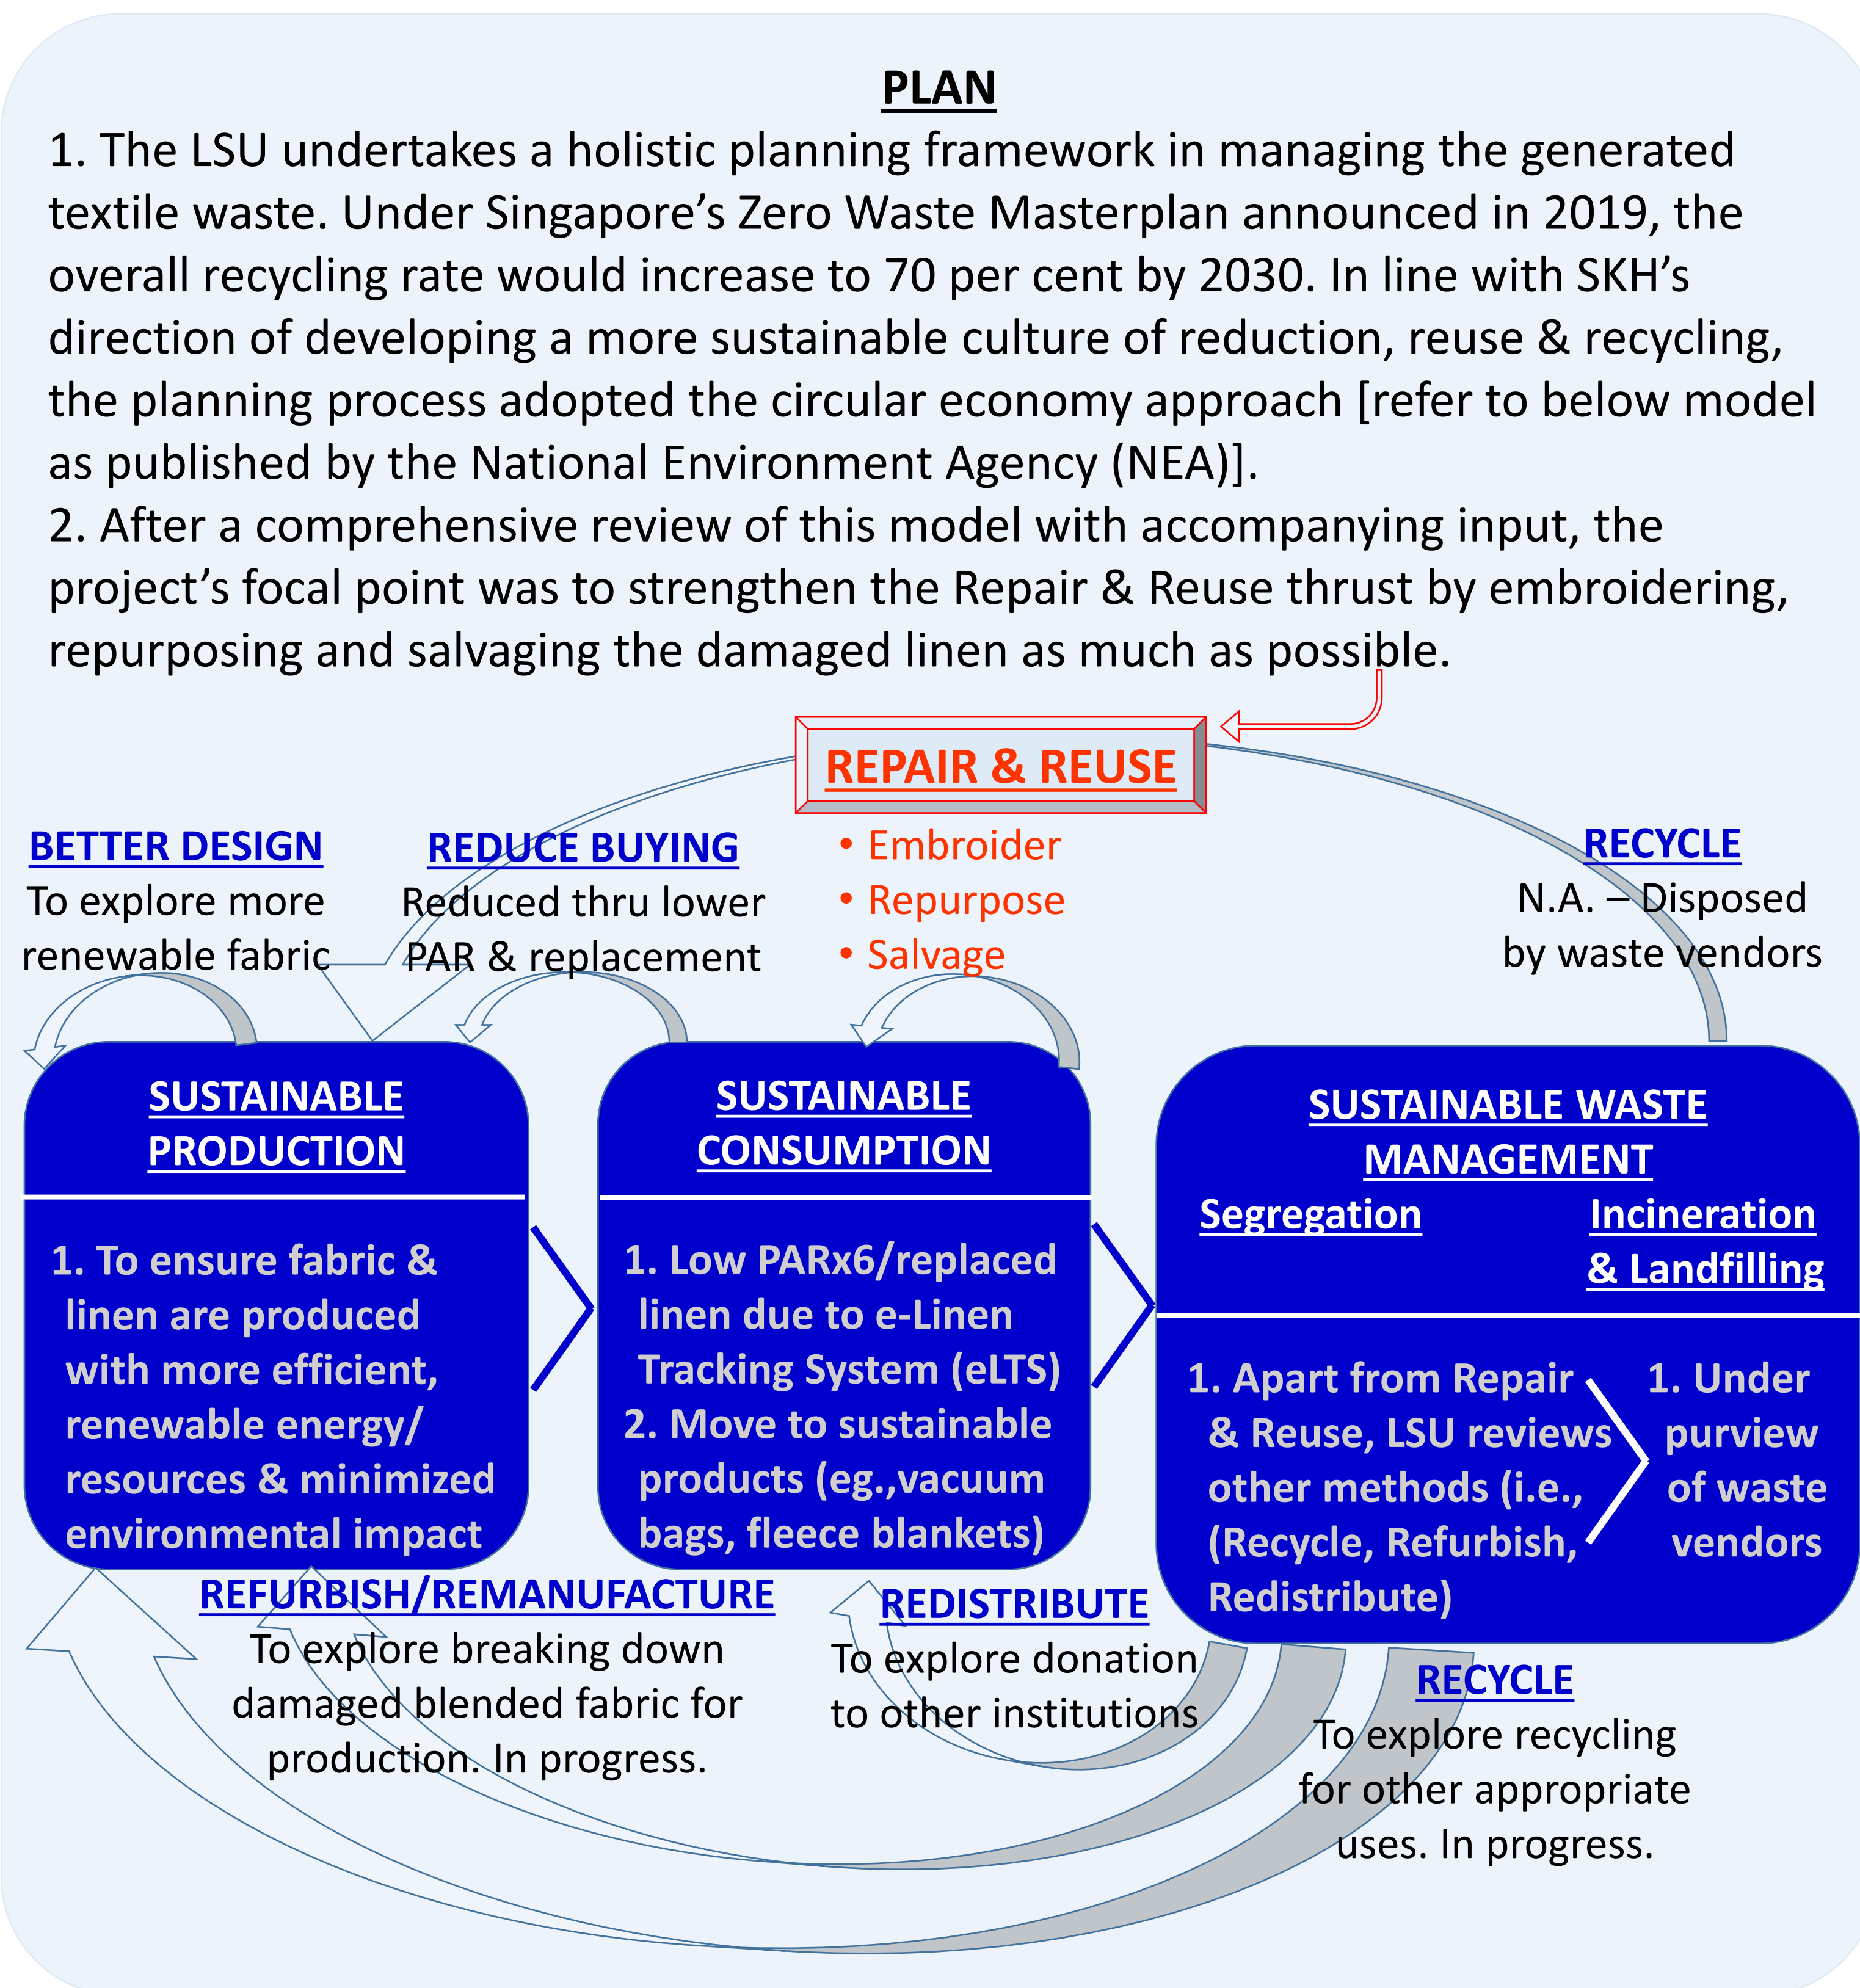 PLAN
1. The LSU undertakes a holistic planning framework in managing the generated
textile waste. Under Singapore’s Zero Waste Masterplan announced in 2019, the
overall recycling rate would increase to 70 per cent by 2030. In line with SKH’s
direction of developing a more sustainable culture of reduction, reuse & recycling,
the planning process adopted the circular economy approach [refer to below model
as published by the National Environment Agency (NEA)].
2. After a comprehensive review of this model with accompanying input, the
project’s focal point was to strengthen the Repair & Reuse thrust by embroidering,
repurposing and salvaging the damaged linen as much as possible.
REPAIR & REUSE
• Embroider
• Repurpose
• Salvage
BETTER DESIGN
To explore more
renewable fabric
REDUCE BUYING
Reduced thru lower
PAR & replacement
RECYCLE
N.A. – Disposed
by waste vendors
SUSTAINABLE
PRODUCTION
1. To ensure fabric &
linen are produced
with more efficient,
renewable energy/
resources & minimized
environmental impact
SUSTAINABLE
CONSUMPTION
1. Low PARx6/replaced
linen due to e-Linen
Tracking System (eLTS)
2. Move to sustainable
products (eg.,vacuum
bags, fleece blankets)
SUSTAINABLE WASTE
MANAGEMENT
Segregation
Incineration
& Landfilling
1. Apart from Repair
& Reuse, LSU reviews
other methods (i.e.,
(Recycle, Refurbish,
Redistribute)
1. Under
purview
of waste
vendors
REFURBISH/REMANUFACTURE
To explore breaking down
damaged blended fabric for
production. In progress.
REDISTRIBUTE
To explore donation
to other institutions
RECYCLE
To explore recycling
for other appropriate
uses. In progress.